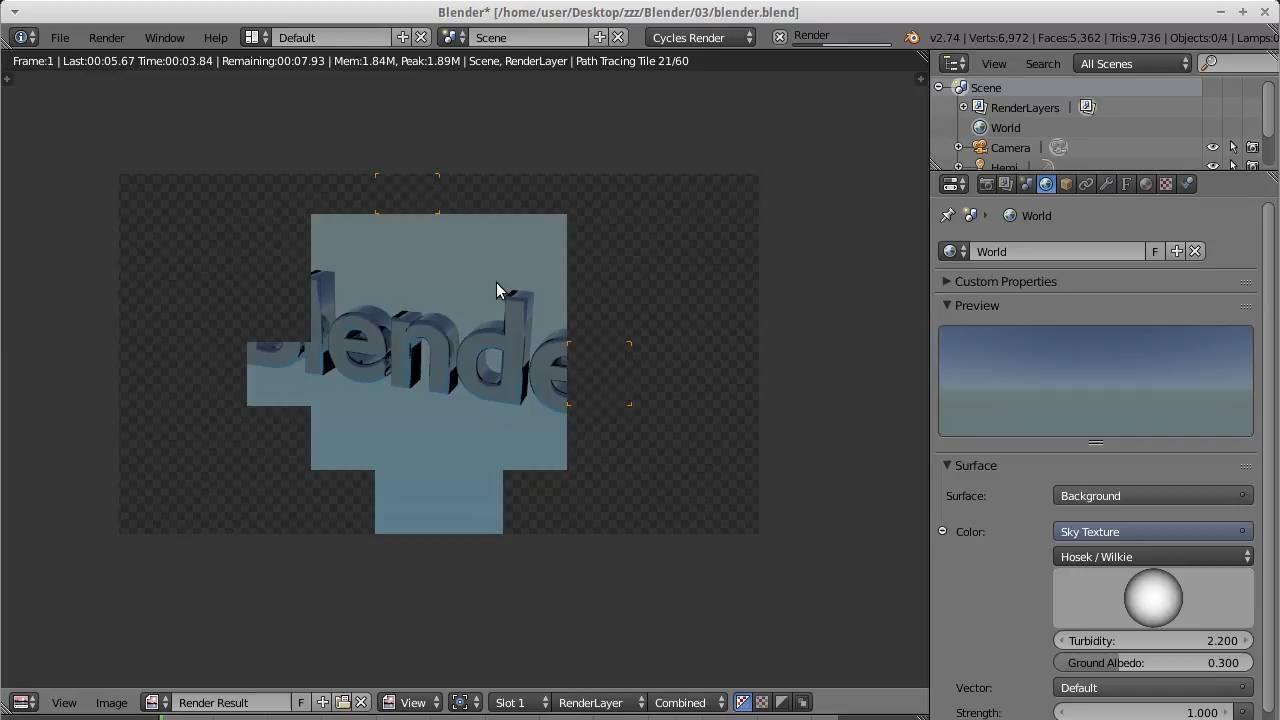 Blender* [/home/user/Desktop/zzz/Blender/03/blender.blend]
File Render Window Help Default Scene Cycles Render Render v2.74 | Verts:6,972 | Faces:5,362 | Tris:9,736 | Objects:0/4 | Lamps:0
Frame:1 | Last:00:05.67 Time:00:03.84 | Remaining:00:07.93 | Mem:1.84M, Peak:1.89M | Scene, RenderLayer | Path Tracing Tile 21/60
View Search All Scenes
Scene
RenderLayers |
World
Camera |
Hemi
World
World F
Custom Properties
Preview
Blende
Surface
Surface: Background
Color: Sky Texture
Hosek / Wilkie
Turbidity: 2.200
Ground Albedo: 0.300
Vector: Default
Strength: 1.000
View Image Render Result F View Slot 1 RenderLayer Combined